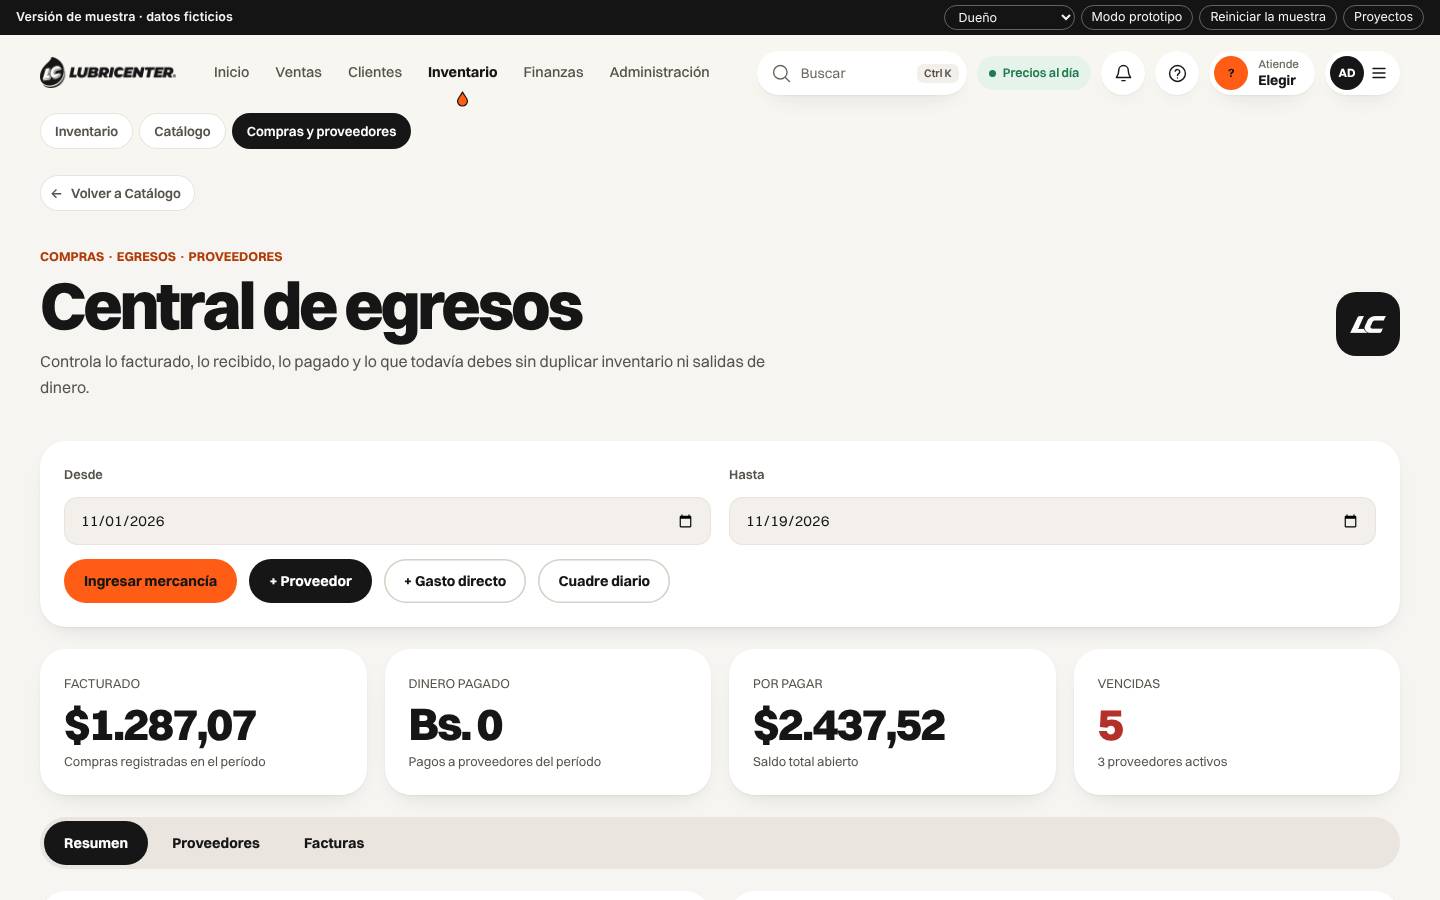 Versión de muestra · datos ficticios
Dueño
Modo prototipo
Reiniciar la muestra
Proyectos
LUBRICENTER.
Inicio
Ventas
Clientes
Inventario
Finanzas
Administración
Buscar
Ctrl K
Precios al día
?
Atiende
Elegir
AD
Inventario
Catálogo
Compras y proveedores
← Volver a Catálogo
COMPRAS · EGRESOS · PROVEEDORES
Central de egresos
LC
Controla lo facturado, lo recibido, lo pagado y lo que todavía debes sin duplicar inventario ni salidas de
dinero.
Desde
Hasta
11/01/2026
11/19/2026
Ingresar mercancía
+ Proveedor
+ Gasto directo
Cuadre diario
FACTURADO
$1.287,07
Compras registradas en el período
DINERO PAGADO
Bs. 0
Pagos a proveedores del período
POR PAGAR
$2.437,52
Saldo total abierto
VENCIDAS
5
3 proveedores activos
Resumen
Proveedores
Facturas